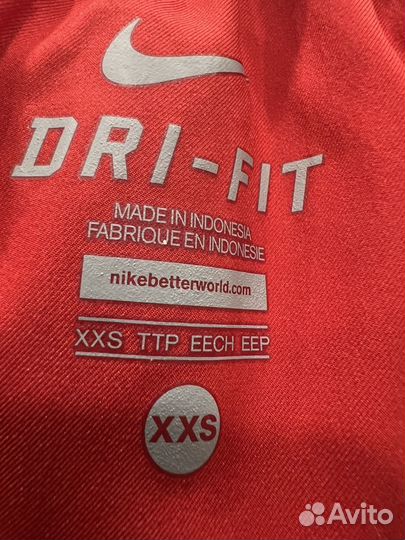 DRI-FIT
MADE IN INDONESIA
FABRIQUE EN INDONESIE
nikebetterworld.com
XXS TTP EECH EEP
XXS
Avito